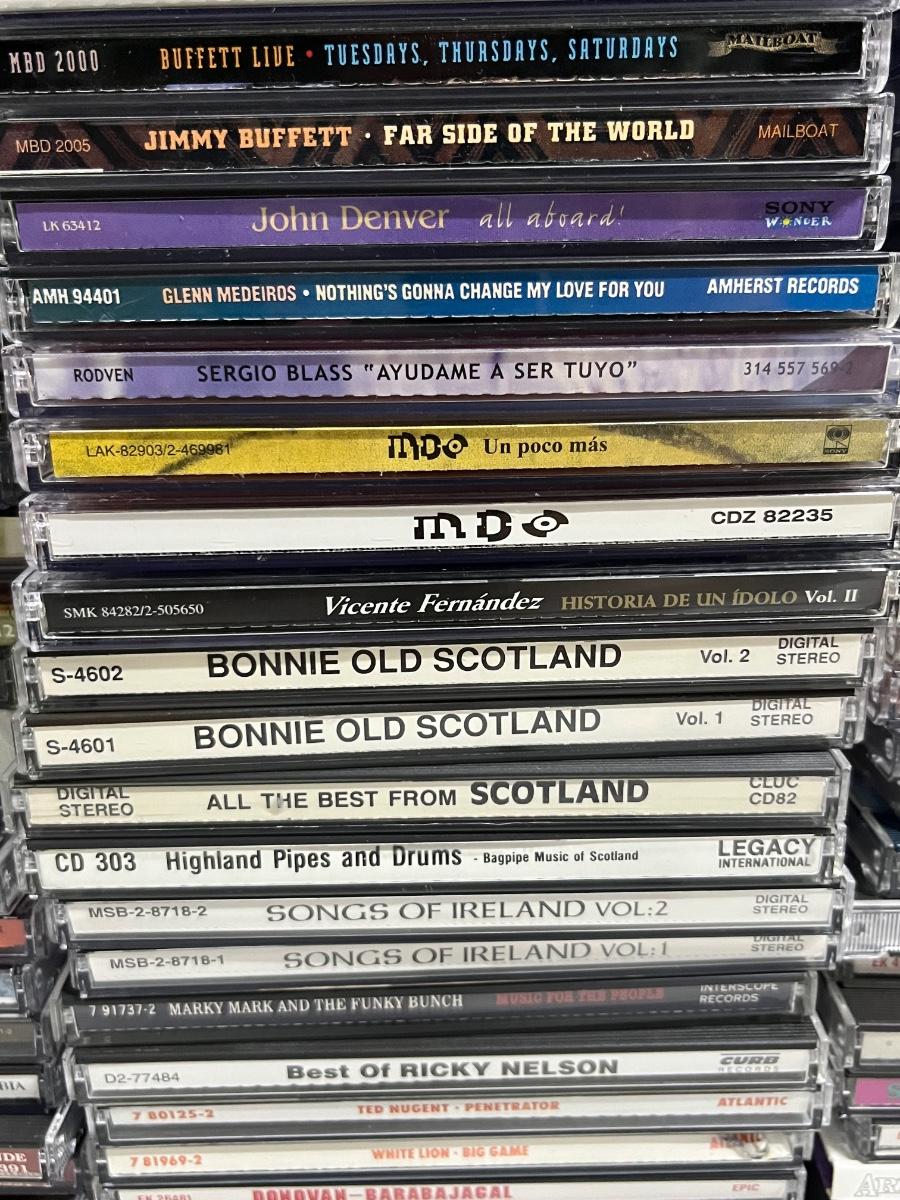 MBD 2000 BUFFETT LIVE • TUESDAYS, THURSDAYS, SATURDAYS MAILBOAT
MBD 2005 JIMMY BUFFETT · FAR SIDE OF THE WORLD MAILBOAT
LK 63412 John Denver all aboard! SONY WONDER
AMH 94401 GLENN MEDEIROS • NOTHING'S GONNA CHANGE MY LOVE FOR YOU AMHERST RECORDS
RODVEN SERGIO BLASS "AYUDAME A SER TUYO" 314 557 569-2
LAK-82903/2-469981 MDO Un poco más SONY
MDO CDZ 82235
SMK 84282/2-505650 Vicente Fernández HISTORIA DE UN ÍDOLO Vol. II
S-4602 BONNIE OLD SCOTLAND Vol. 2 DIGITAL STEREO
S-4601 BONNIE OLD SCOTLAND Vol. 1 DIGITAL STEREO
DIGITAL STEREO ALL THE BEST FROM SCOTLAND CLUC CD82
CD 303 Highland Pipes and Drums - Bagpipe Music of Scotland LEGACY INTERNATIONAL
MSB-2-8718-2 SONGS OF IRELAND VOL:2 DIGITAL STEREO
MSB-2-8718-1 SONGS OF IRELAND VOL:1 DIGITAL STEREO
7 91737-2 MARKY MARK AND THE FUNKY BUNCH MUSIC FOR THE PEOPLE INTERSCOPE RECORDS
D2-77484 Best Of RICKY NELSON CURB RECORDS
7 80125-2 TED NUGENT · PENETRATOR ATLANTIC
7 81969-2 WHITE LION · BIG GAME
DONOVAN—BARABAJAGAL EPIC